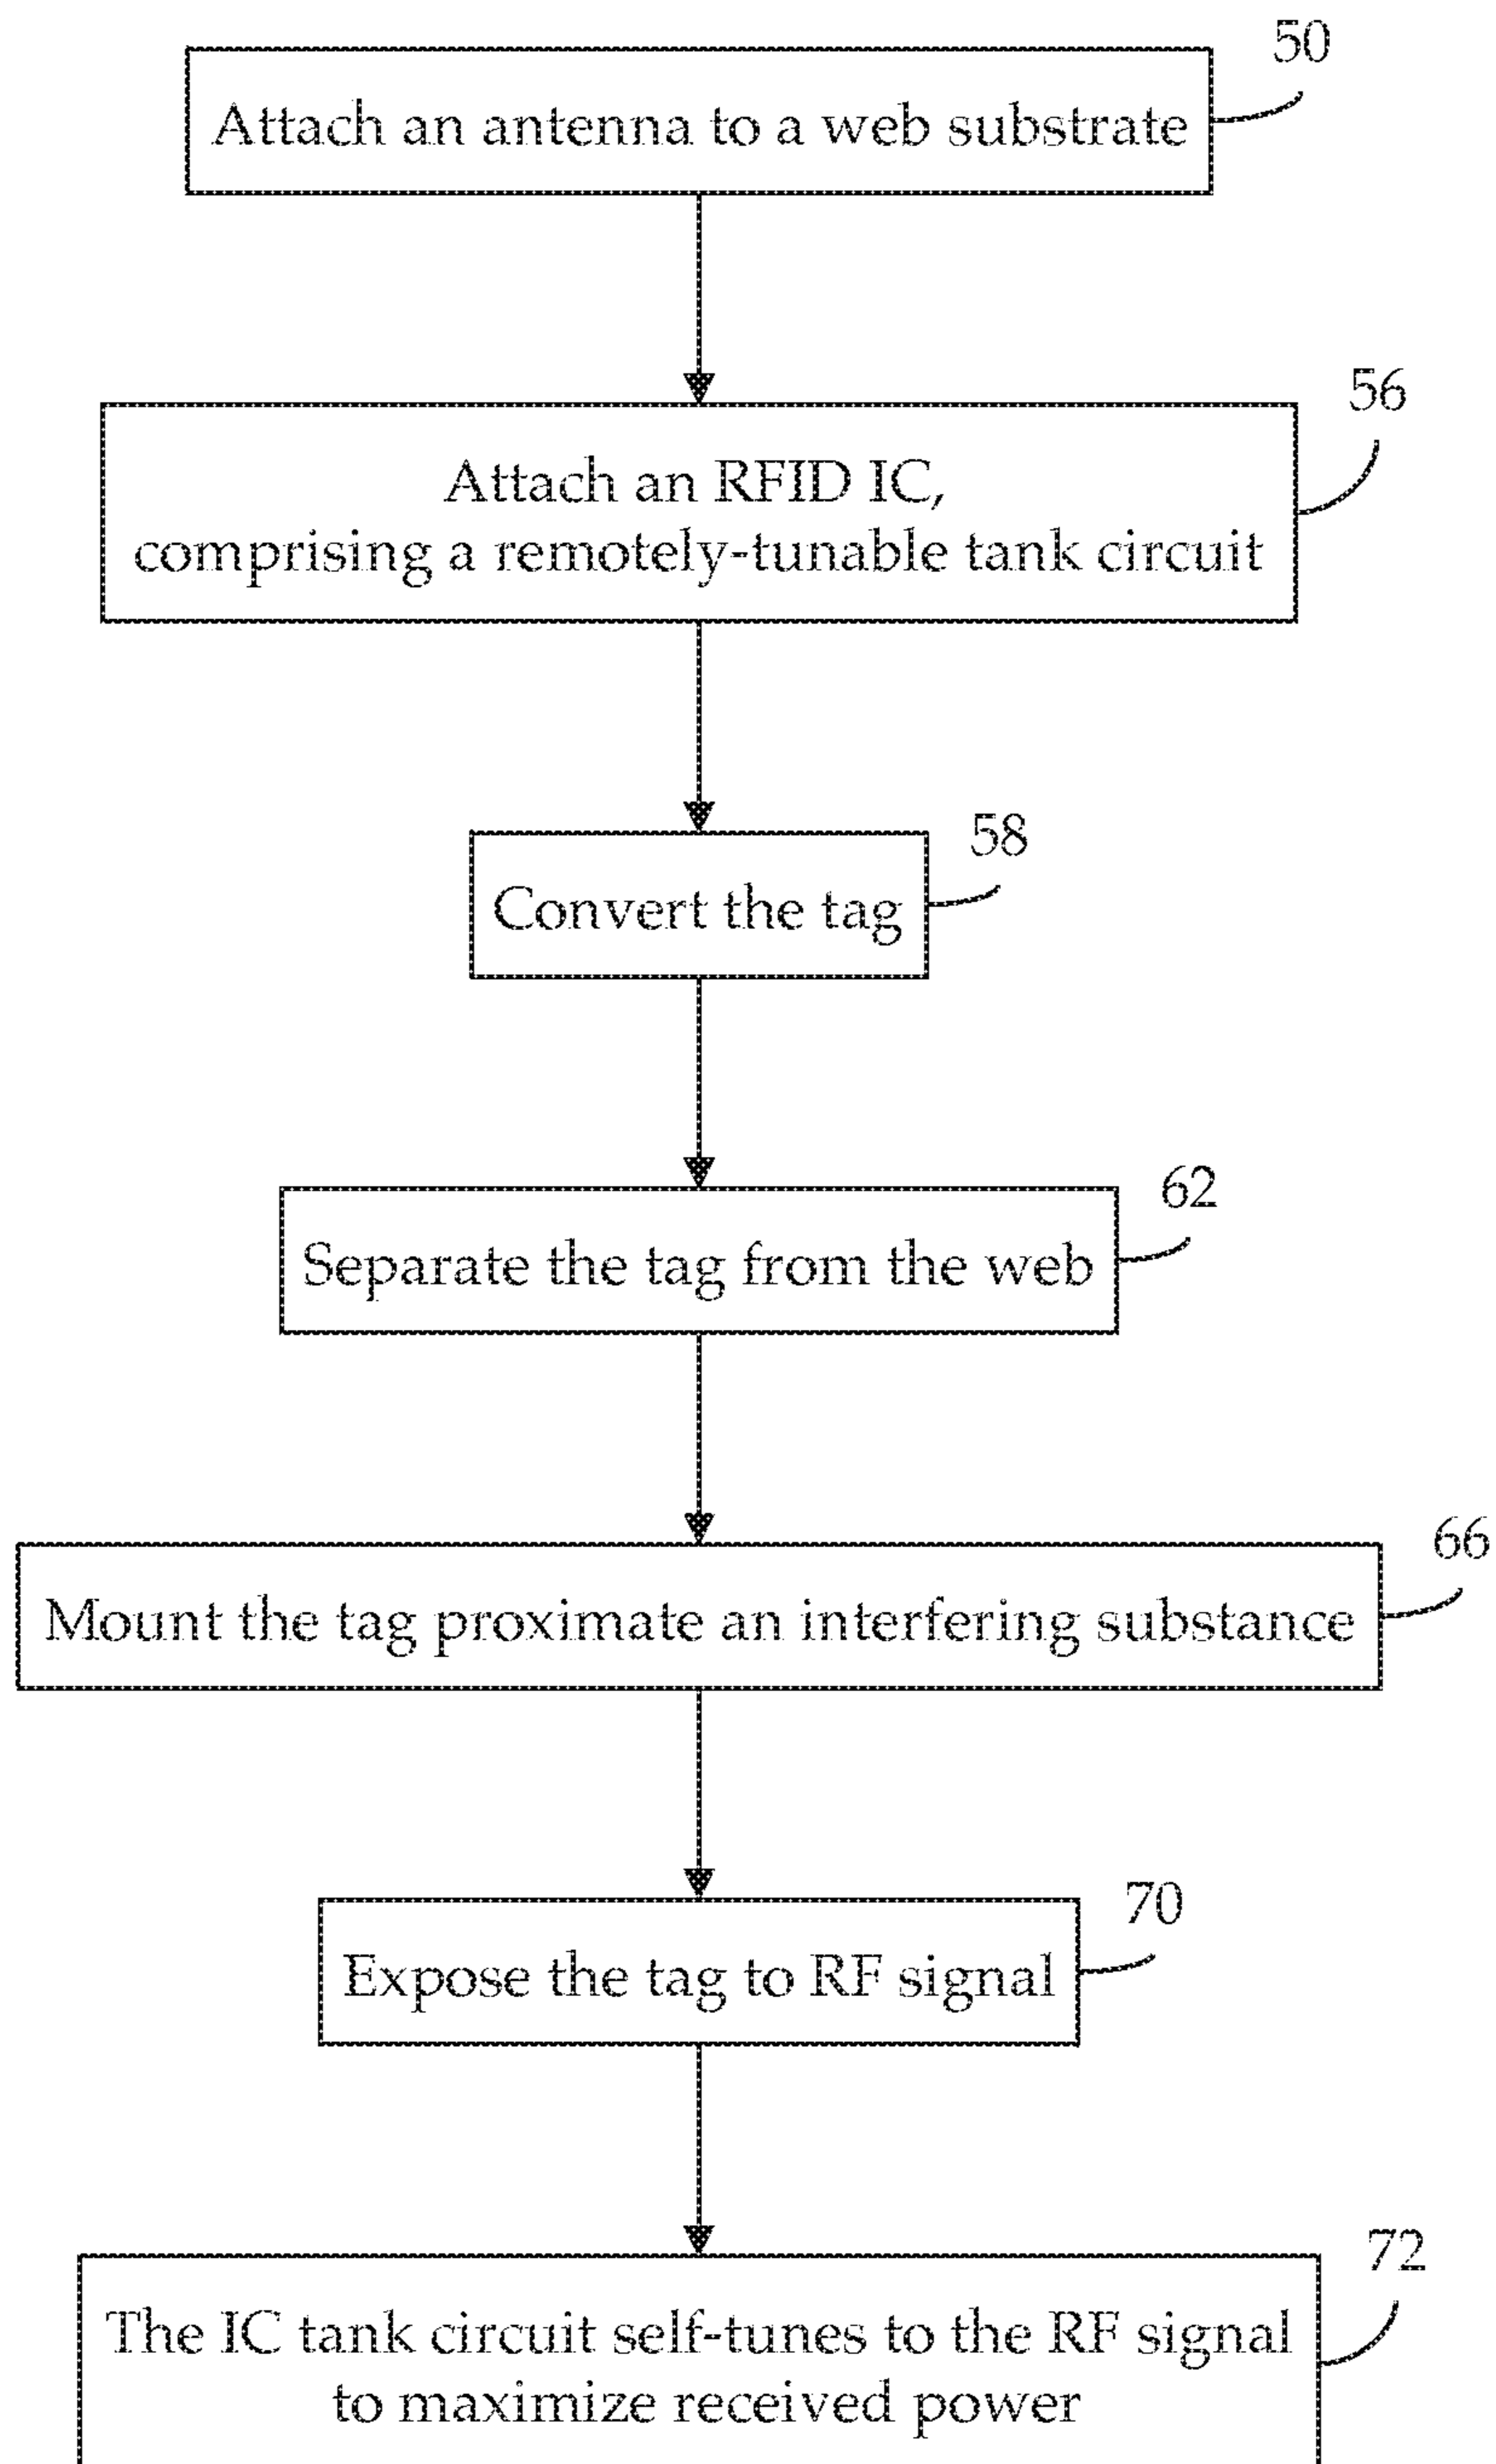 50
Attach an antenna to a web substrate
56
Attach an RFID IC,
comprising a remotely-tunable tank circuit
58
Convert the tag
62
Separate the tag from the web
66
Mount the tag proximate an interfering substance
70
Expose the tag to RF signal
72
The IC tank circuit self-tunes to the RF signal
to maximize received power